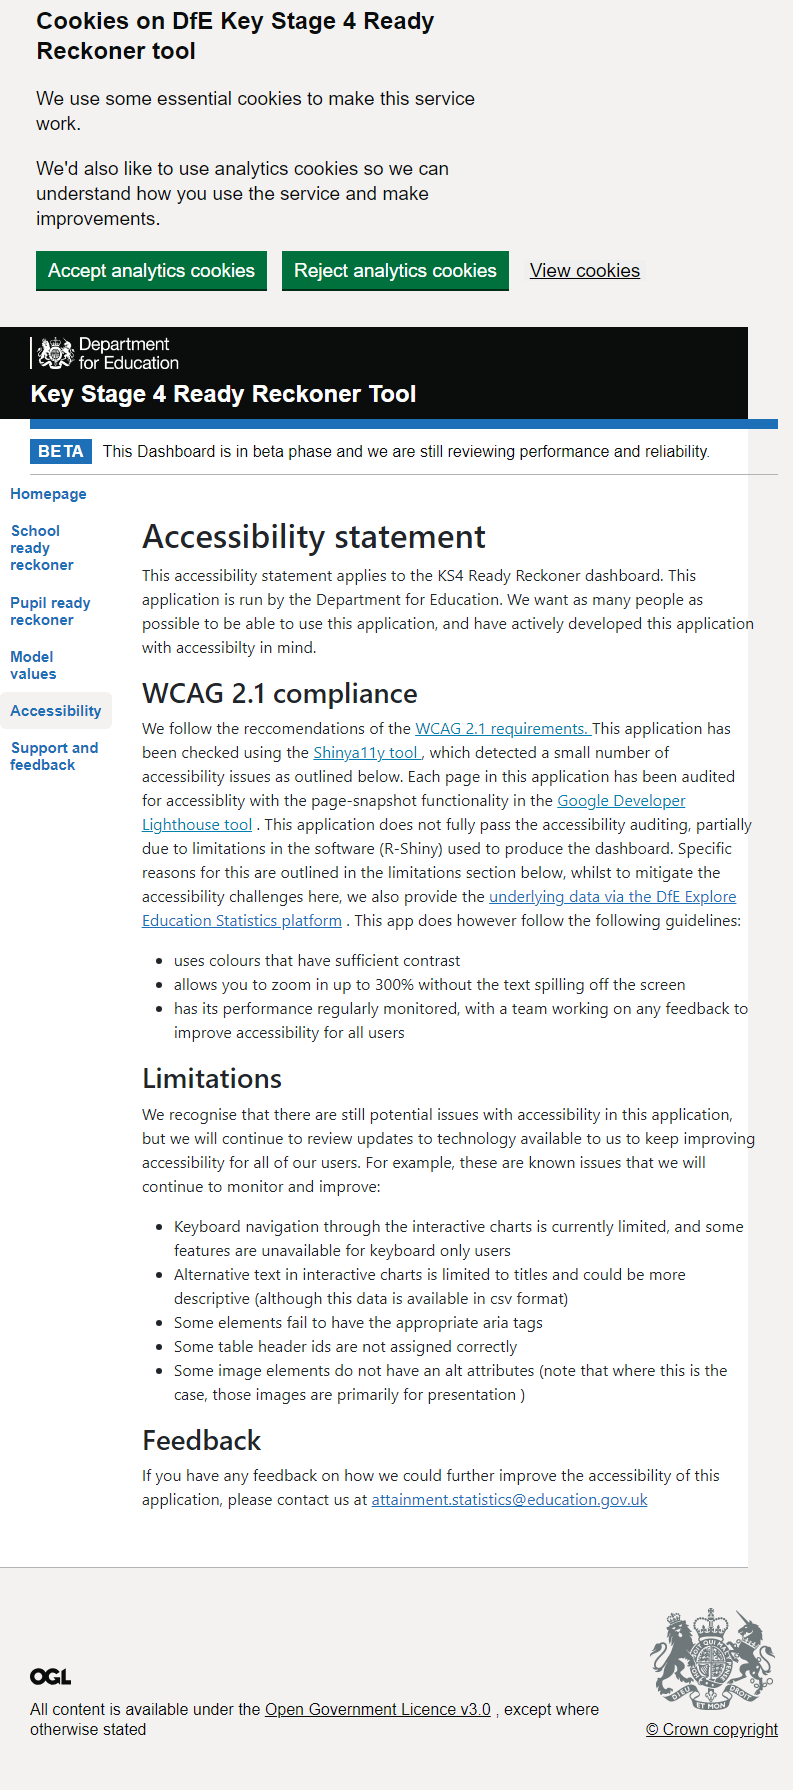 Cookies on DfE Key Stage 4 Ready
Reckoner tool
We use some essential cookies to make this service
work.
We'd also like to use analytics cookies so we can
understand how you use the service and make
improvements.
Accept analytics cookies
Reject analytics cookies
View cookies
Department
for Education
Key Stage 4 Ready Reckoner Tool
BETA
This Dashboard is in beta phase and we are still reviewing performance and reliability.
Homepage
School
ready
reckoner
Pupil ready
reckoner
Model
values
Accessibility
Support and
feedback
Accessibility statement
This accessibility statement applies to the KS4 Ready Reckoner dashboard. This
application is run by the Department for Education. We want as many people as
possible to be able to use this application, and have actively developed this application
with accessibilty in mind.
WCAG 2.1 compliance
We follow the reccomendations of the WCAG 2.1 requirements. This application has
been checked using the Shinya11y tool , which detected a small number of
accessibility issues as outlined below. Each page in this application has been audited
for accessiblity with the page-snapshot functionality in the Google Developer
Lighthouse tool . This application does not fully pass the accessibility auditing, partially
due to limitations in the software (R-Shiny) used to produce the dashboard. Specific
reasons for this are outlined in the limitations section below, whilst to mitigate the
accessibility challenges here, we also provide the underlying data via the DfE Explore
Education Statistics platform . This app does however follow the following guidelines:
• uses colours that have sufficient contrast
• allows you to zoom in up to 300% without the text spilling off the screen
• has its performance regularly monitored, with a team working on any feedback to
improve accessibility for all users
Limitations
We recognise that there are still potential issues with accessibility in this application,
but we will continue to review updates to technology available to us to keep improving
accessibility for all of our users. For example, these are known issues that we will
continue to monitor and improve:
• Keyboard navigation through the interactive charts is currently limited, and some
features are unavailable for keyboard only users
• Alternative text in interactive charts is limited to titles and could be more
descriptive (although this data is available in csv format)
• Some elements fail to have the appropriate aria tags
• Some table header ids are not assigned correctly
• Some image elements do not have an alt attributes (note that where this is the
case, those images are primarily for presentation )
Feedback
If you have any feedback on how we could further improve the accessibility of this
application, please contact us at attainment.statistics@education.gov.uk
OGL
All content is available under the Open Government Licence v3.0 , except where
otherwise stated
DIEU ET MON DROIT
© Crown copyright